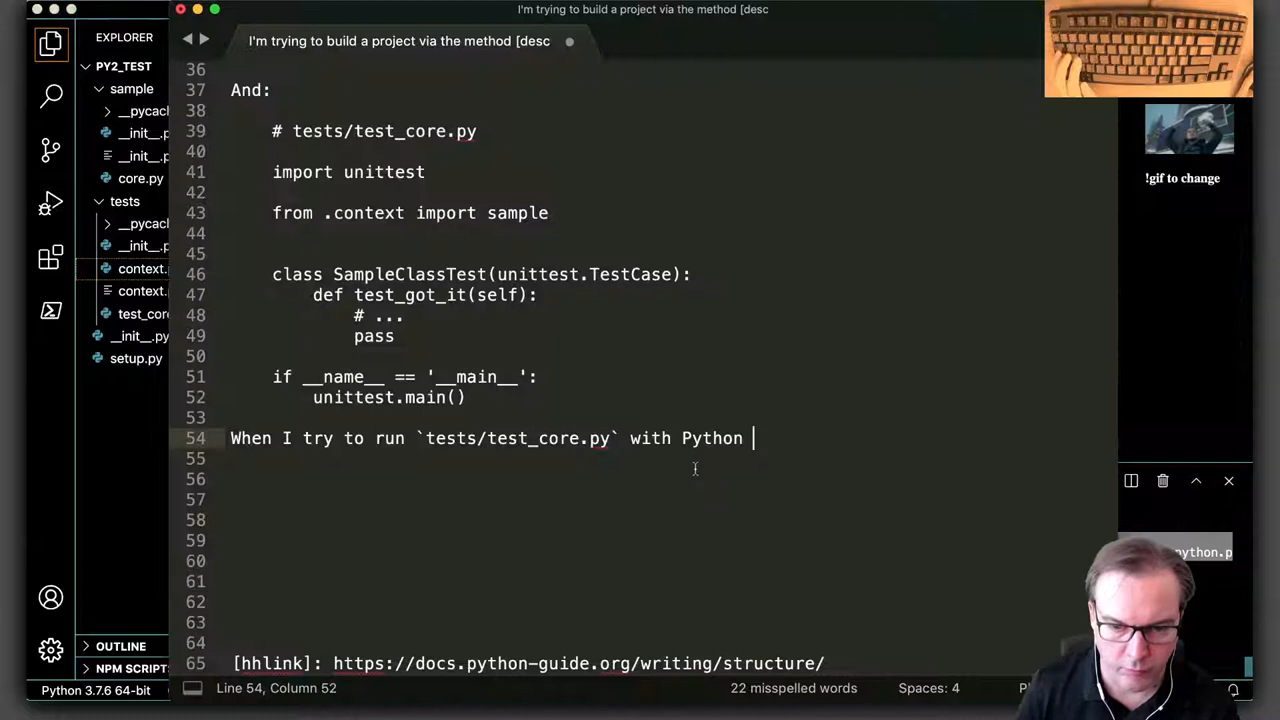 I'm trying to build a project via the method [desc
I'm trying to build a project via the method [desc
EXPLORER
PY2_TEST
sample
__pycach
__init__.p
__init__.p
core.py
tests
__pycach
__init__.p
context.
context.
test_core
__init__.py
setup.py
OUTLINE
NPM SCRIPTS
Python 3.7.6 64-bit
36
37 And:
38
39 # tests/test_core.py
40
41 import unittest
42
43 from .context import sample
44
45
46 class SampleClassTest(unittest.TestCase):
47 def test_got_it(self):
48 # ...
49 pass
50
51 if __name__ == '__main__':
52 unittest.main()
53
54 When I try to run `tests/test_core.py` with Python
55
56
57
58
59
60
61
62
63
64
65 [hhlink]: https://docs.python-guide.org/writing/structure/
Line 54, Column 52
22 misspelled words
Spaces: 4
!gif to change
python.p